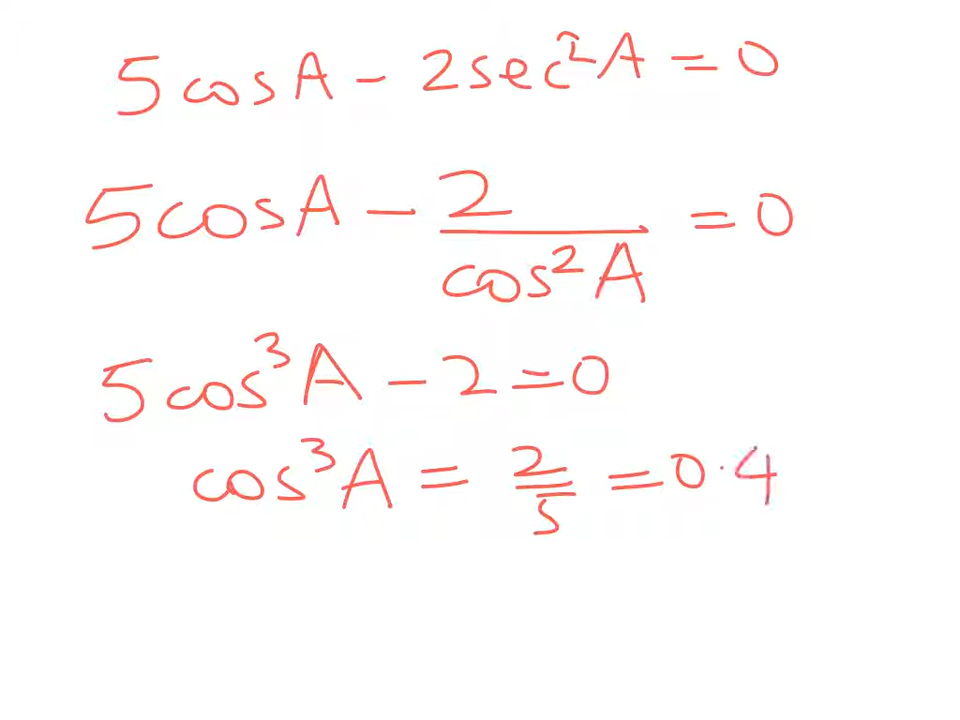 5cosA - 2sec²A = 0
5cosA - 2/cos²A = 0
5cos³A - 2 = 0
cos³A = 2/5 = 0.4